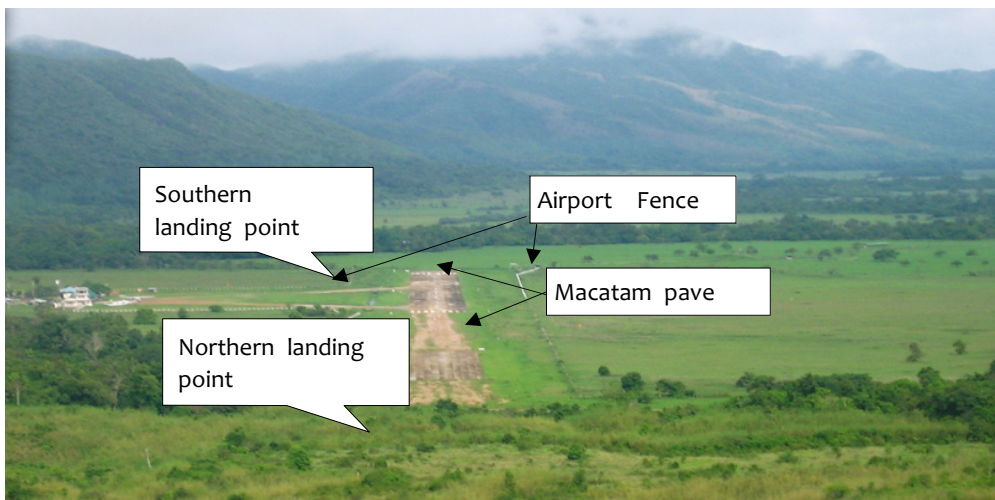 Southern
landing point
Airport Fence
Macatam pave
Northern landing
point